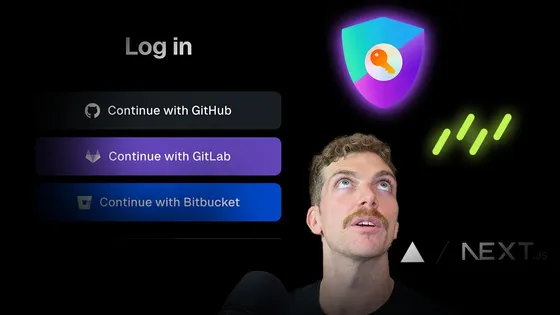 Log in
Continue with GitHub
Continue with GitLab
Continue with Bitbucket
NEXT.JS